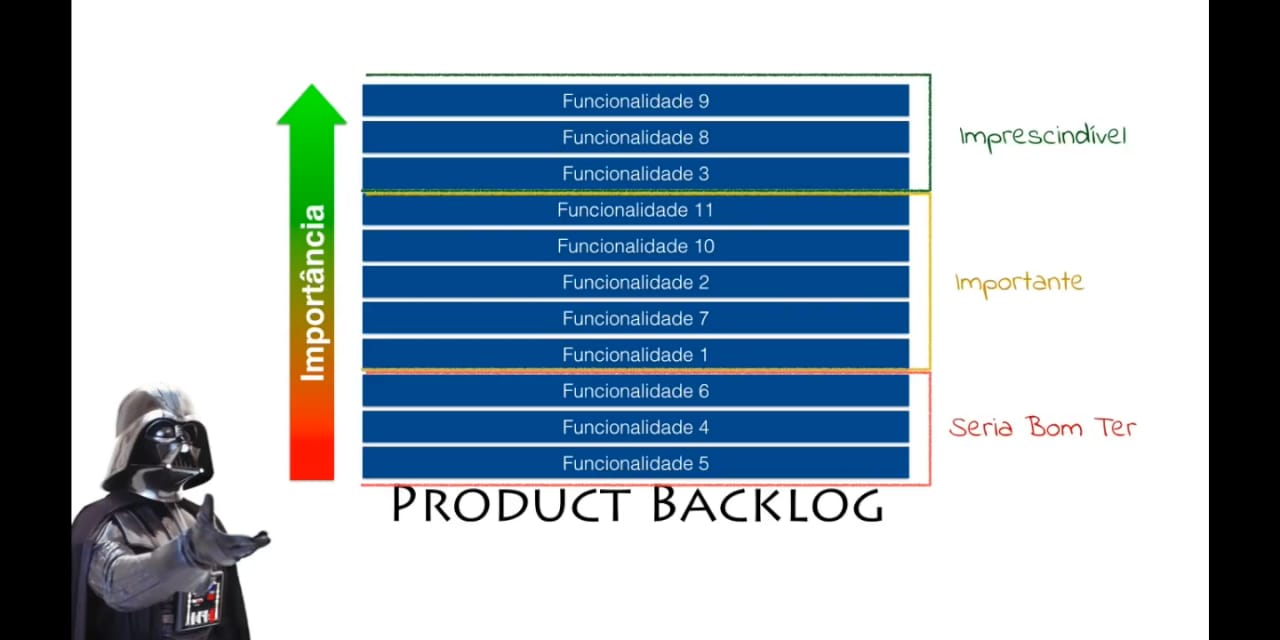 Funcionalidade 9
Funcionalidade 8
Imprescindível
Funcionalidade 3
Funcionalidade 11
Funcionalidade 10
Importância
Funcionalidade 2
Importante
Funcionalidade 7
Funcionalidade 1
Funcionalidade 6
Funcionalidade 4
Seria Bom Ter
Funcionalidade 5
PRODUCT BACKLOG